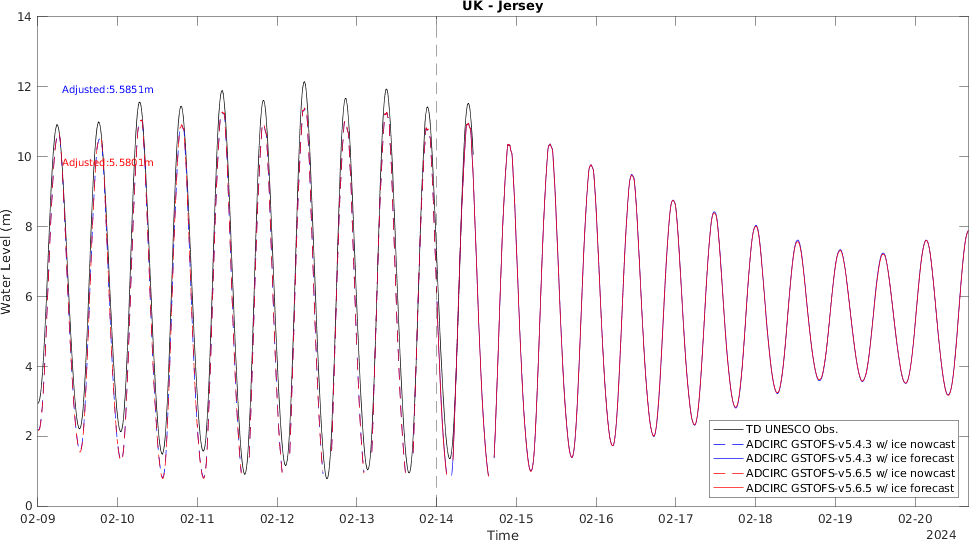 UK - Jersey
14
12
10
8
6
4
2
0
Water Level (m)
Adjusted:5.5851m
Adjusted:5.5801m
TD UNESCO Obs.
ADCIRC GSTOFS-v5.4.3 w/ ice nowcast
ADCIRC GSTOFS-v5.4.3 w/ ice forecast
ADCIRC GSTOFS-v5.6.5 w/ ice nowcast
ADCIRC GSTOFS-v5.6.5 w/ ice forecast
02-09 02-10 02-11 02-12 02-13 02-14 02-15 02-16 02-17 02-18 02-19 02-20
Time
2024